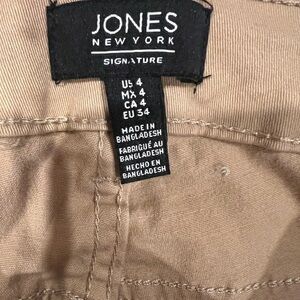 JONES
NEW YORK
SIGNATURE
US 4
MX 4
CA 4
EU 34
MADE IN
BANGLADESH
FABRIQUÉ AU
BANGLADESH
HECHO EN
BANGLADESH